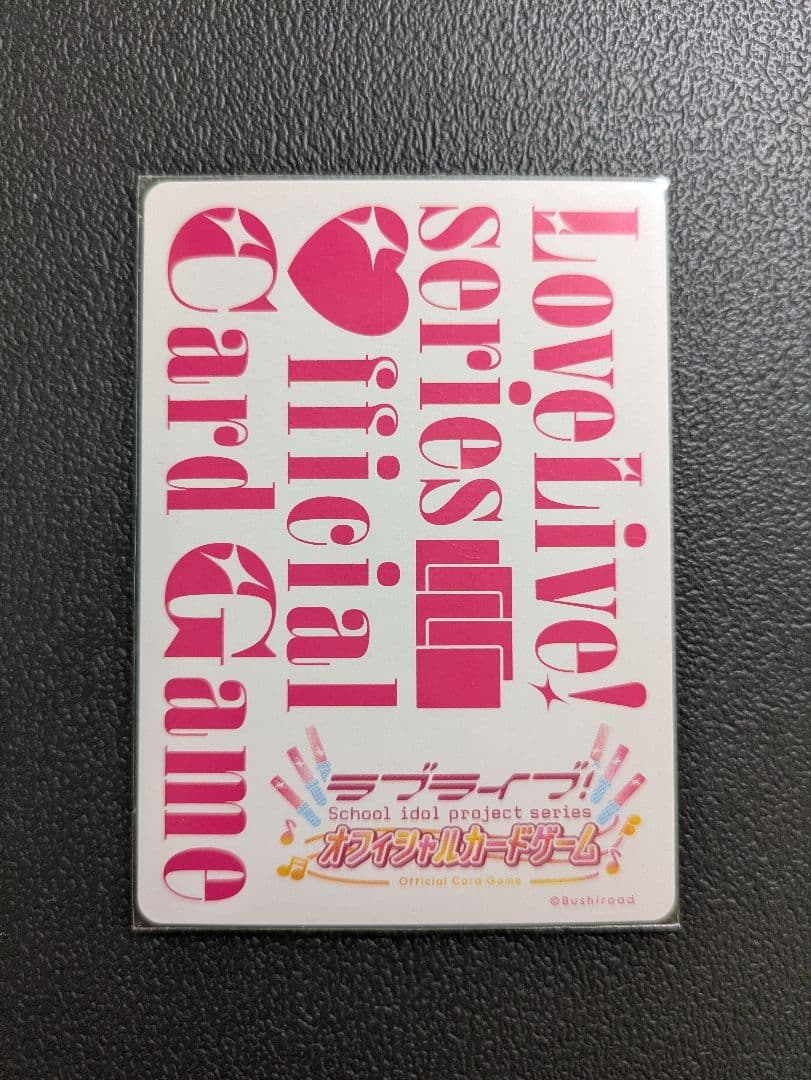 LoveLive!
series
Official
Card Game
ラブライブ!
School idol project series
オフィシャルカードゲーム
Official Card Game
©Bushiroad